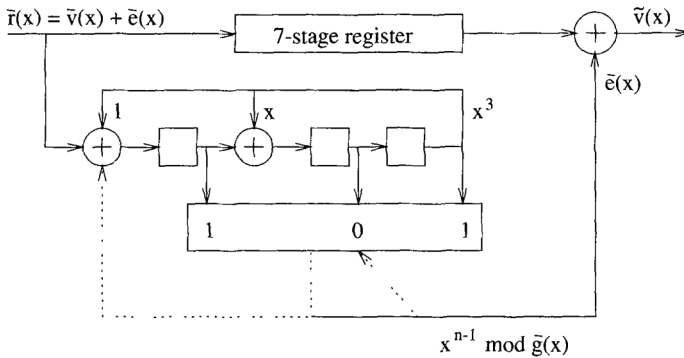 r̄(x) = v̄(x) + ē(x)
7-stage register
+
ṽ(x)
ē(x)
1
x
x³
+
+
1 0 1
xⁿ⁻¹ mod ḡ(x)